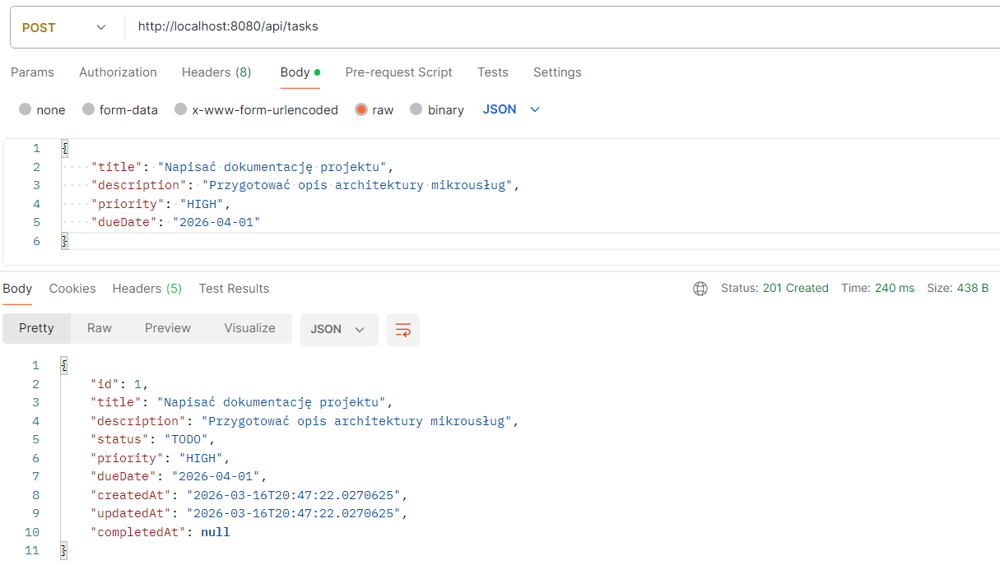 POST http://localhost:8080/api/tasks
Params Authorization Headers (8) Body Pre-request Script Tests Settings
none form-data x-www-form-urlencoded raw binary JSON
1 {
2 "title": "Napisać dokumentację projektu",
3 "description": "Przygotować opis architektury mikrousług",
4 "priority": "HIGH",
5 "dueDate": "2026-04-01"
6 }
Body Cookies Headers (5) Test Results Status: 201 Created Time: 240 ms Size: 438 B
Pretty Raw Preview Visualize JSON
1 {
2 "id": 1,
3 "title": "Napisać dokumentację projektu",
4 "description": "Przygotować opis architektury mikrousług",
5 "status": "TODO",
6 "priority": "HIGH",
7 "dueDate": "2026-04-01",
8 "createdAt": "2026-03-16T20:47:22.0270625",
9 "updatedAt": "2026-03-16T20:47:22.0270625",
10 "completedAt": null
11 }